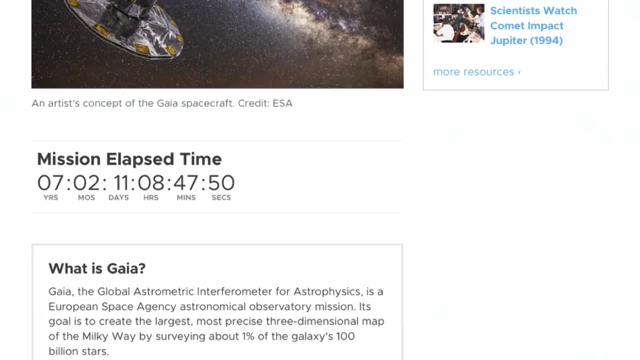 Scientists Watch
Comet Impact
Jupiter (1994)
more resources ›
An artist's concept of the Gaia spacecraft. Credit: ESA
Mission Elapsed Time
07:02:11:08:47:50
YRS MOS DAYS HRS MINS SECS
What is Gaia?
Gaia, the Global Astrometric Interferometer for Astrophysics, is a
European Space Agency astronomical observatory mission. Its
goal is to create the largest, most precise three-dimensional map
of the Milky Way by surveying about 1% of the galaxy's 100
billion stars.